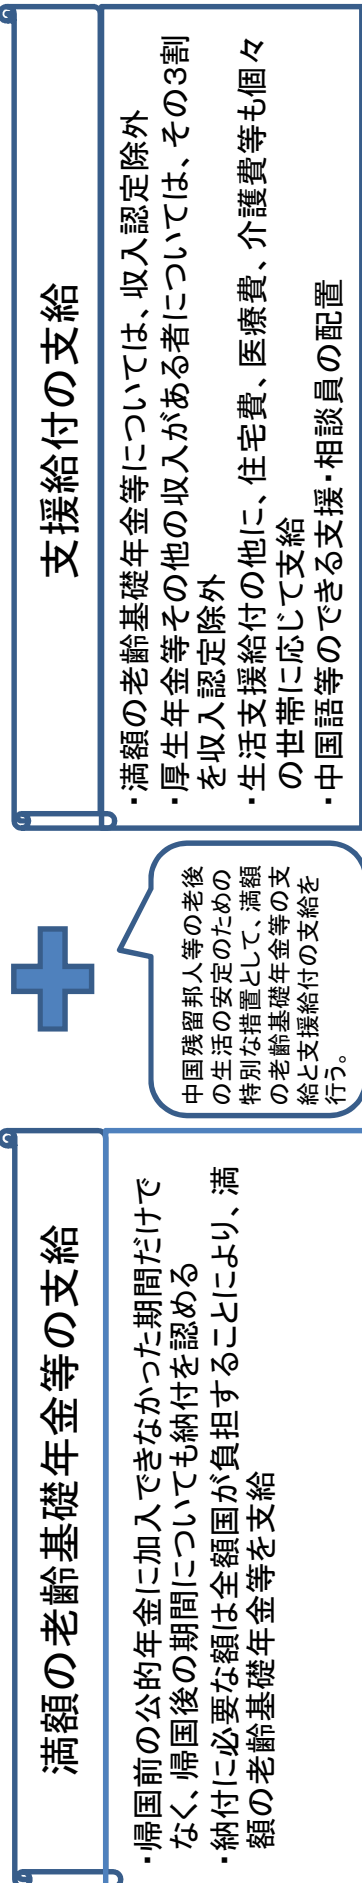 満額の老齢基礎年金等の支給
・帰国前の公的年金に加入できなかった期間だけで
なく、帰国後の期間についても納付を認める
・納付に必要な額は全額国が負担することにより、満
額の老齢基礎年金等を支給
中国残留邦人等の老後
の生活の安定のための
特別な措置として、満額
の老齢基礎年金等の支
給と支援給付の支給を
行う。
支援給付の支給
・満額の老齢基礎年金等については、収入認定除外
・厚生年金等その他の収入がある者については、その3割
を収入認定除外
・生活支援給付の他に、住宅費、医療費、介護費等も個々
の世帯に応じて支給
・中国語等のできる支援・相談員の配置